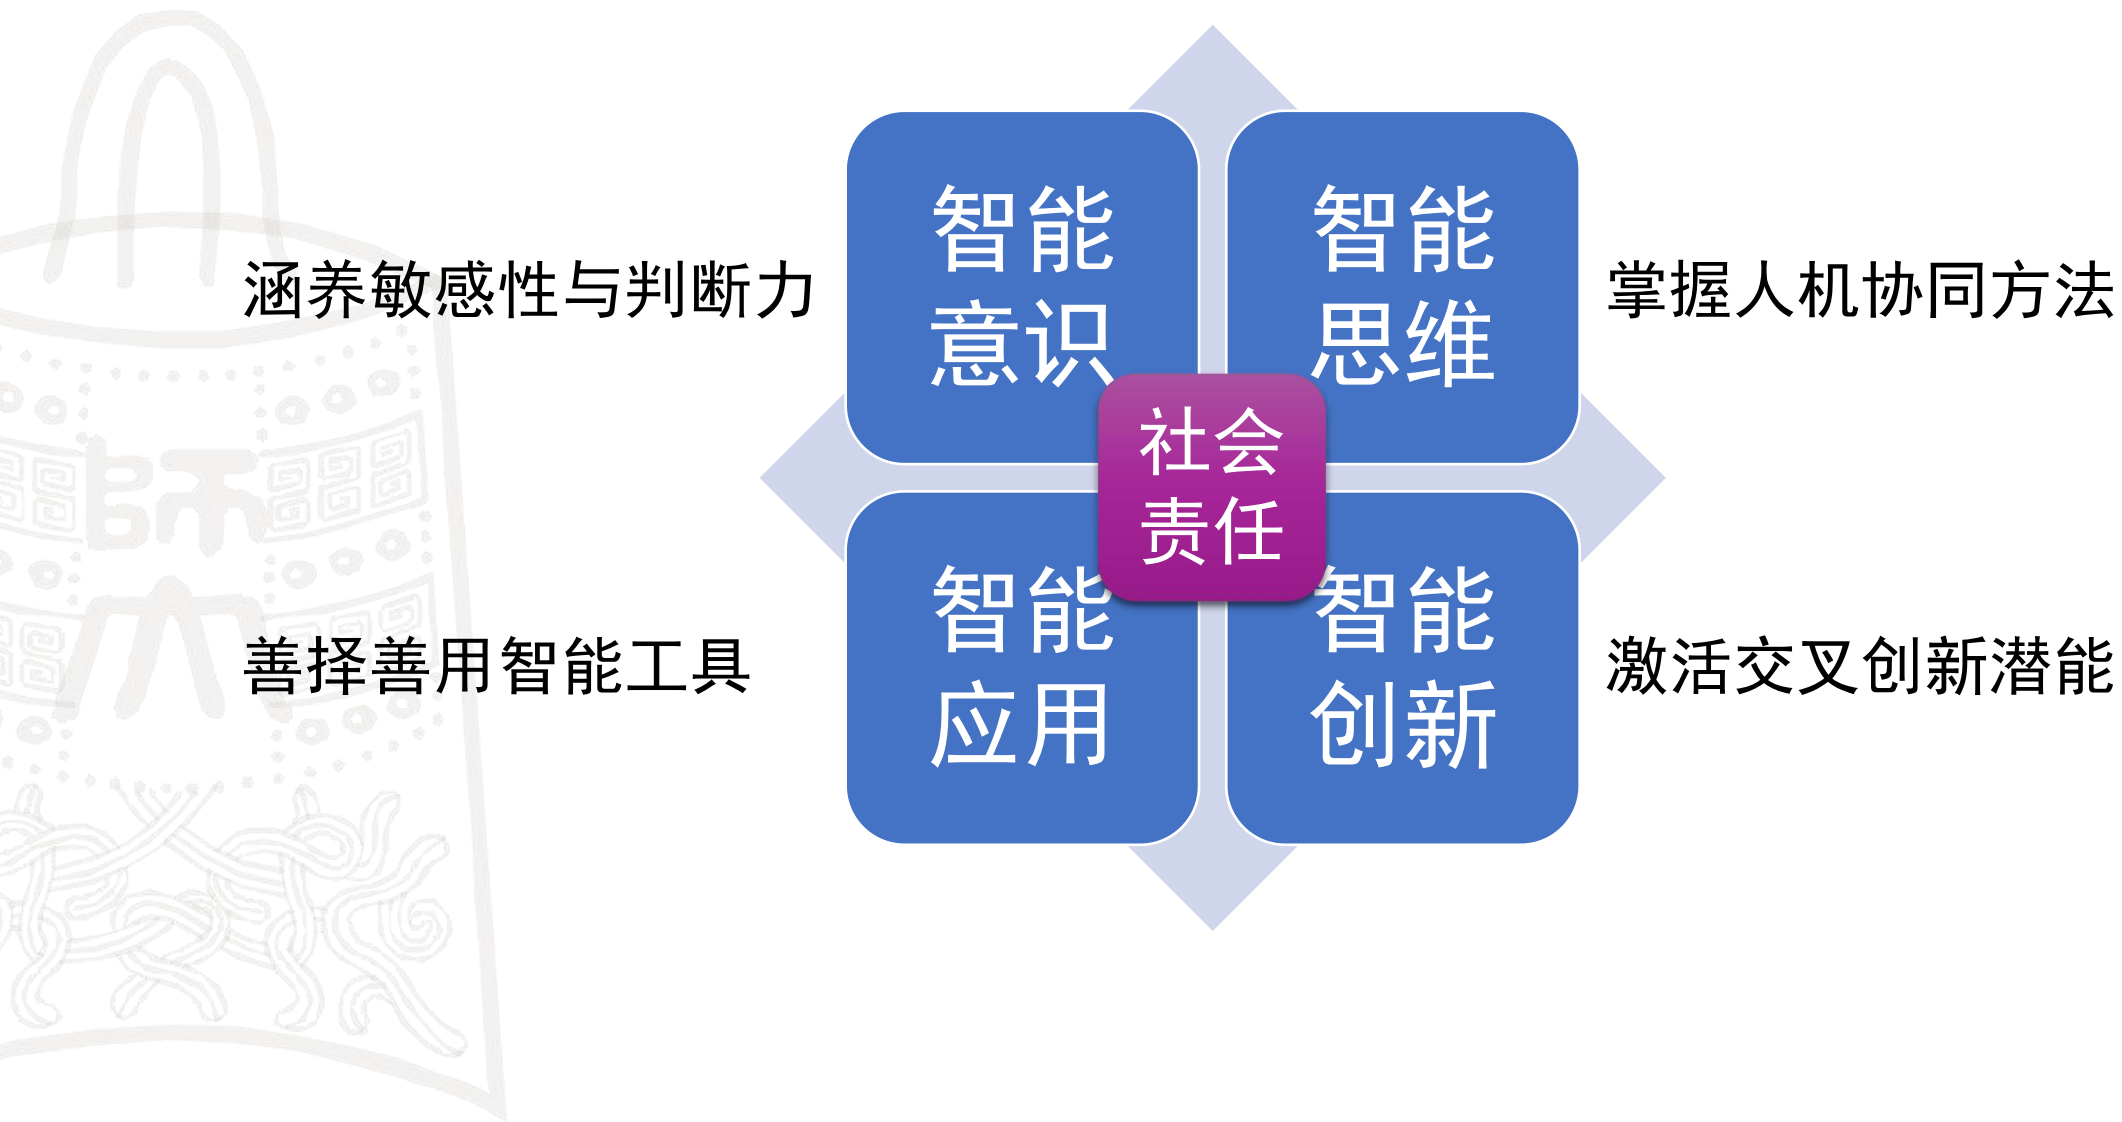 智能
意识
智能
思维
涵养敏感性与判断力
掌握人机协同方法
社会
责任
智能
应用
智能
创新
善择善用智能工具
激活交叉创新潜能
師
大